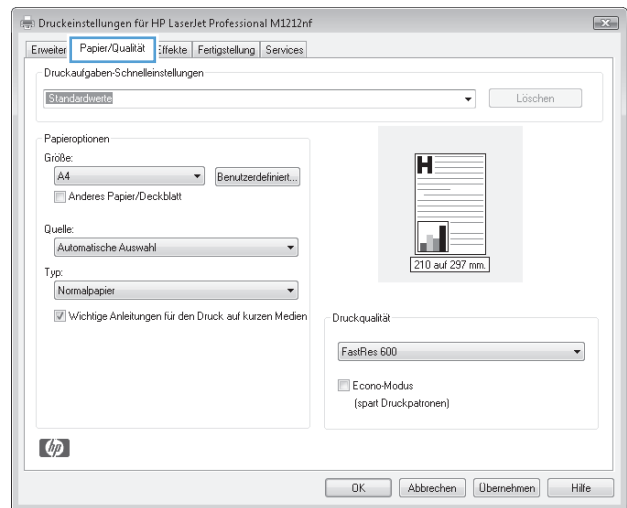 Druckeinstellungen für HP LaserJet Professional M1212nf
Erweiter Papier/Qualität Effekte Fertigstellung Services
Druckaufgaben-Schnelleinstellungen
Standardwerte
Löschen
Papieroptionen
Größe:
A4
Benutzerdefiniert...
Anderes Papier/Deckblatt
Quelle:
Automatische Auswahl
Typ:
Normalpapier
Wichtige Anleitungen für den Druck auf kurzen Medien
H
210 auf 297 mm.
Druckqualität
FastRes 600
Econo-Modus
(spart Druckpatronen)
hp
OK Abbrechen Übernehmen Hilfe